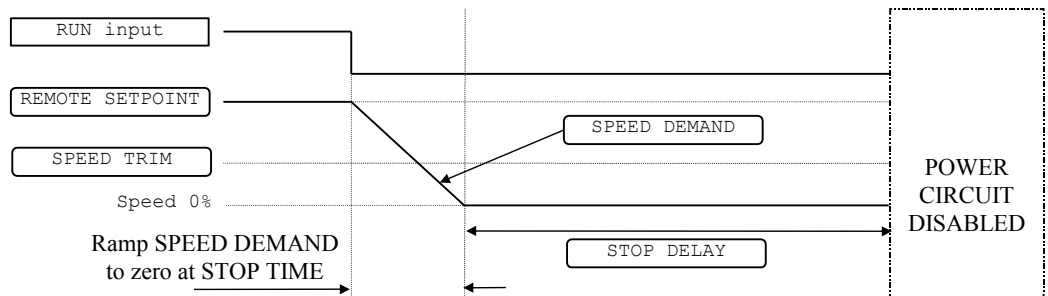 RUN input
REMOTE SETPOINT
SPEED DEMAND
SPEED TRIM
POWER
CIRCUIT
DISABLED
Speed 0%
Ramp SPEED DEMAND
to zero at STOP TIME
STOP DELAY